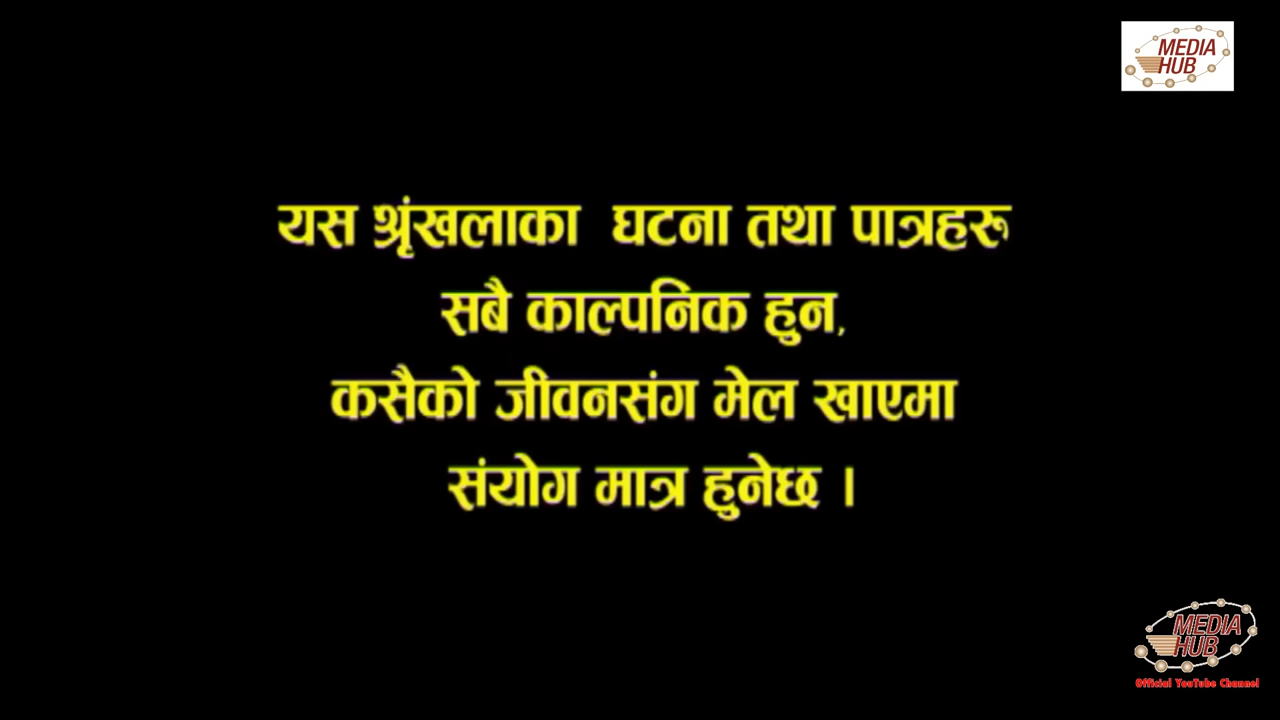 MEDIA
HUB
यस श्रृंखलाका घटना तथा पात्रहरू
सबै काल्पनिक हुन,
कसैको जीवनसंग मेल खाएमा
संयोग मात्र हुनेछ ।
MEDIA
HUB
Official YouTube Channel